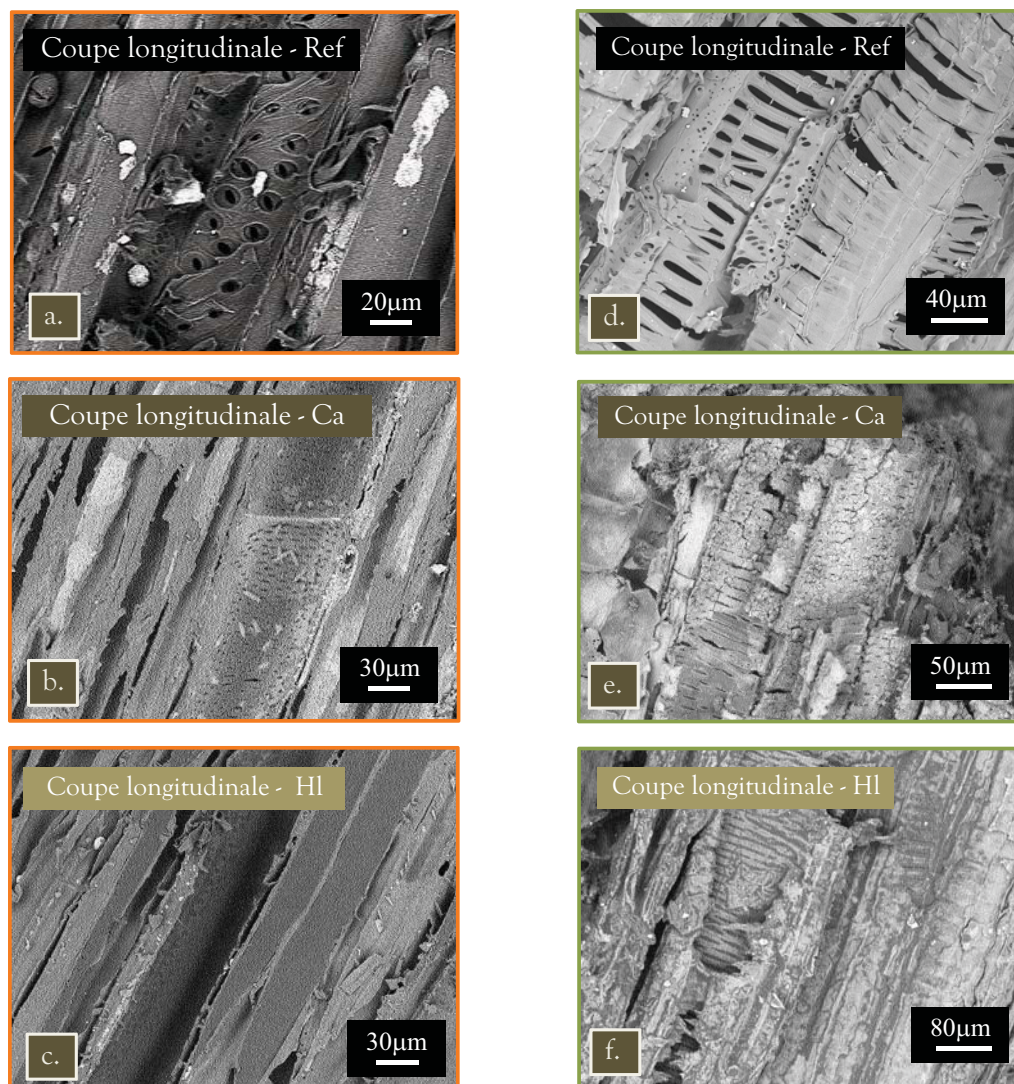 Coupe longitudinale - Ref
a.
20µm
Coupe longitudinale - Ref
d.
40µm
Coupe longitudinale - Ca
b.
30µm
Coupe longitudinale - Ca
e.
50µm
Coupe longitudinale - Hl
c.
30µm
Coupe longitudinale - Hl
f.
80µm